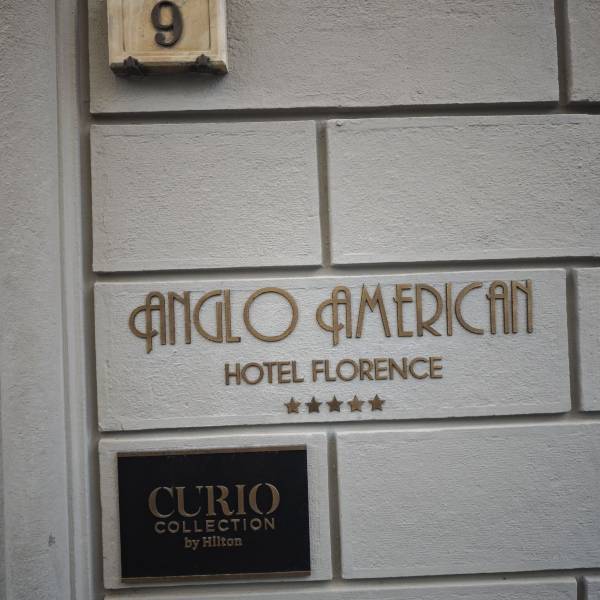 9
ANGLO AMERICAN
HOTEL FLORENCE
CURIO
COLLECTION
by Hilton